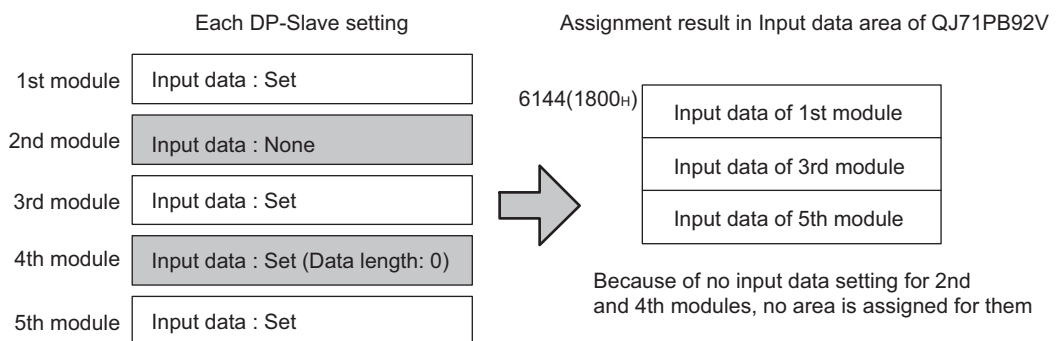 Each DP-Slave setting
Assignment result in Input data area of QJ71PB92V
1st module
Input data : Set
2nd module
Input data : None
3rd module
Input data : Set
4th module
Input data : Set (Data length: 0)
5th module
Input data : Set
6144(1800H)
Input data of 1st module
Input data of 3rd module
Input data of 5th module
Because of no input data setting for 2nd
and 4th modules, no area is assigned for them